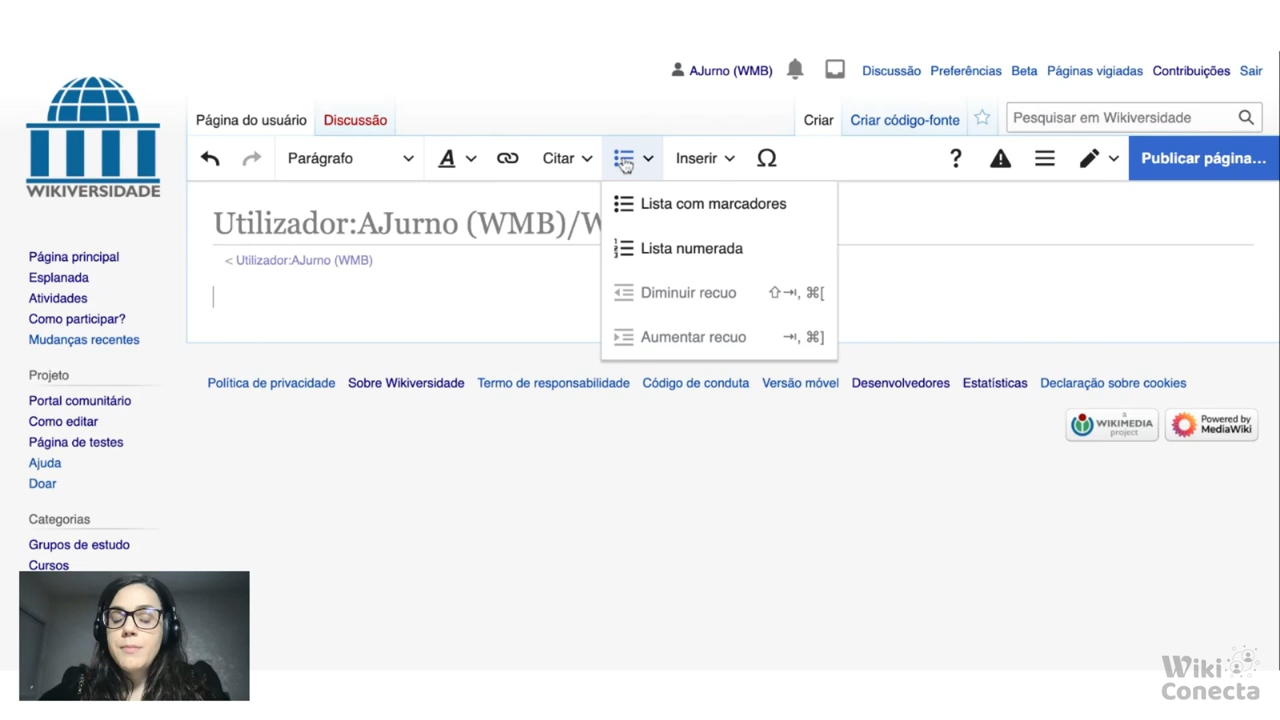 AJurno (WMB) Discussão Preferências Beta Páginas vigiadas Contribuições Sair
Página do usuário Discussão Criar Criar código-fonte Pesquisar em Wikiversidade
Parágrafo A Citar Inserir Ω ? Publicar página...
WIKIVERSIDADE
Utilizador:AJurno (WMB)/W
< Utilizador:AJurno (WMB)
Lista com marcadores
Lista numerada
Diminuir recuo ⇧⇥, ⌘[
Aumentar recuo ⇥, ⌘]
Página principal
Esplanada
Atividades
Como participar?
Mudanças recentes
Projeto
Portal comunitário
Como editar
Página de testes
Ajuda
Doar
Categorias
Grupos de estudo
Cursos
Política de privacidade Sobre Wikiversidade Termo de responsabilidade Código de conduta Versão móvel Desenvolvedores Estatísticas Declaração sobre cookies
A WIKIMEDIA project
Powered by MediaWiki
Wiki
Conecta